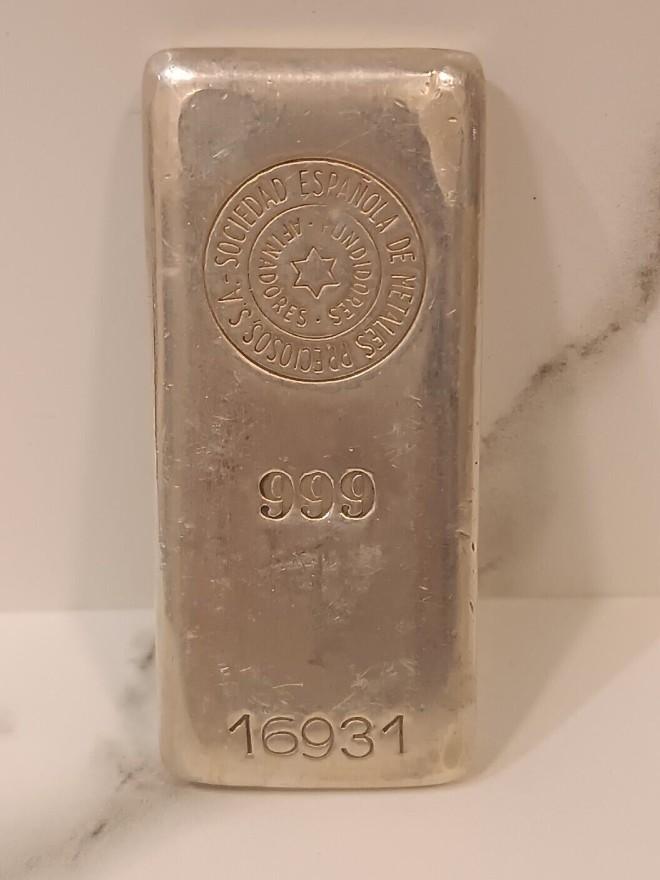 SOCIEDAD ESPAÑOLA DE METALES PRECIOSOS, S.A.-
FUNDIDORES · AFINADORES ·
999
16931